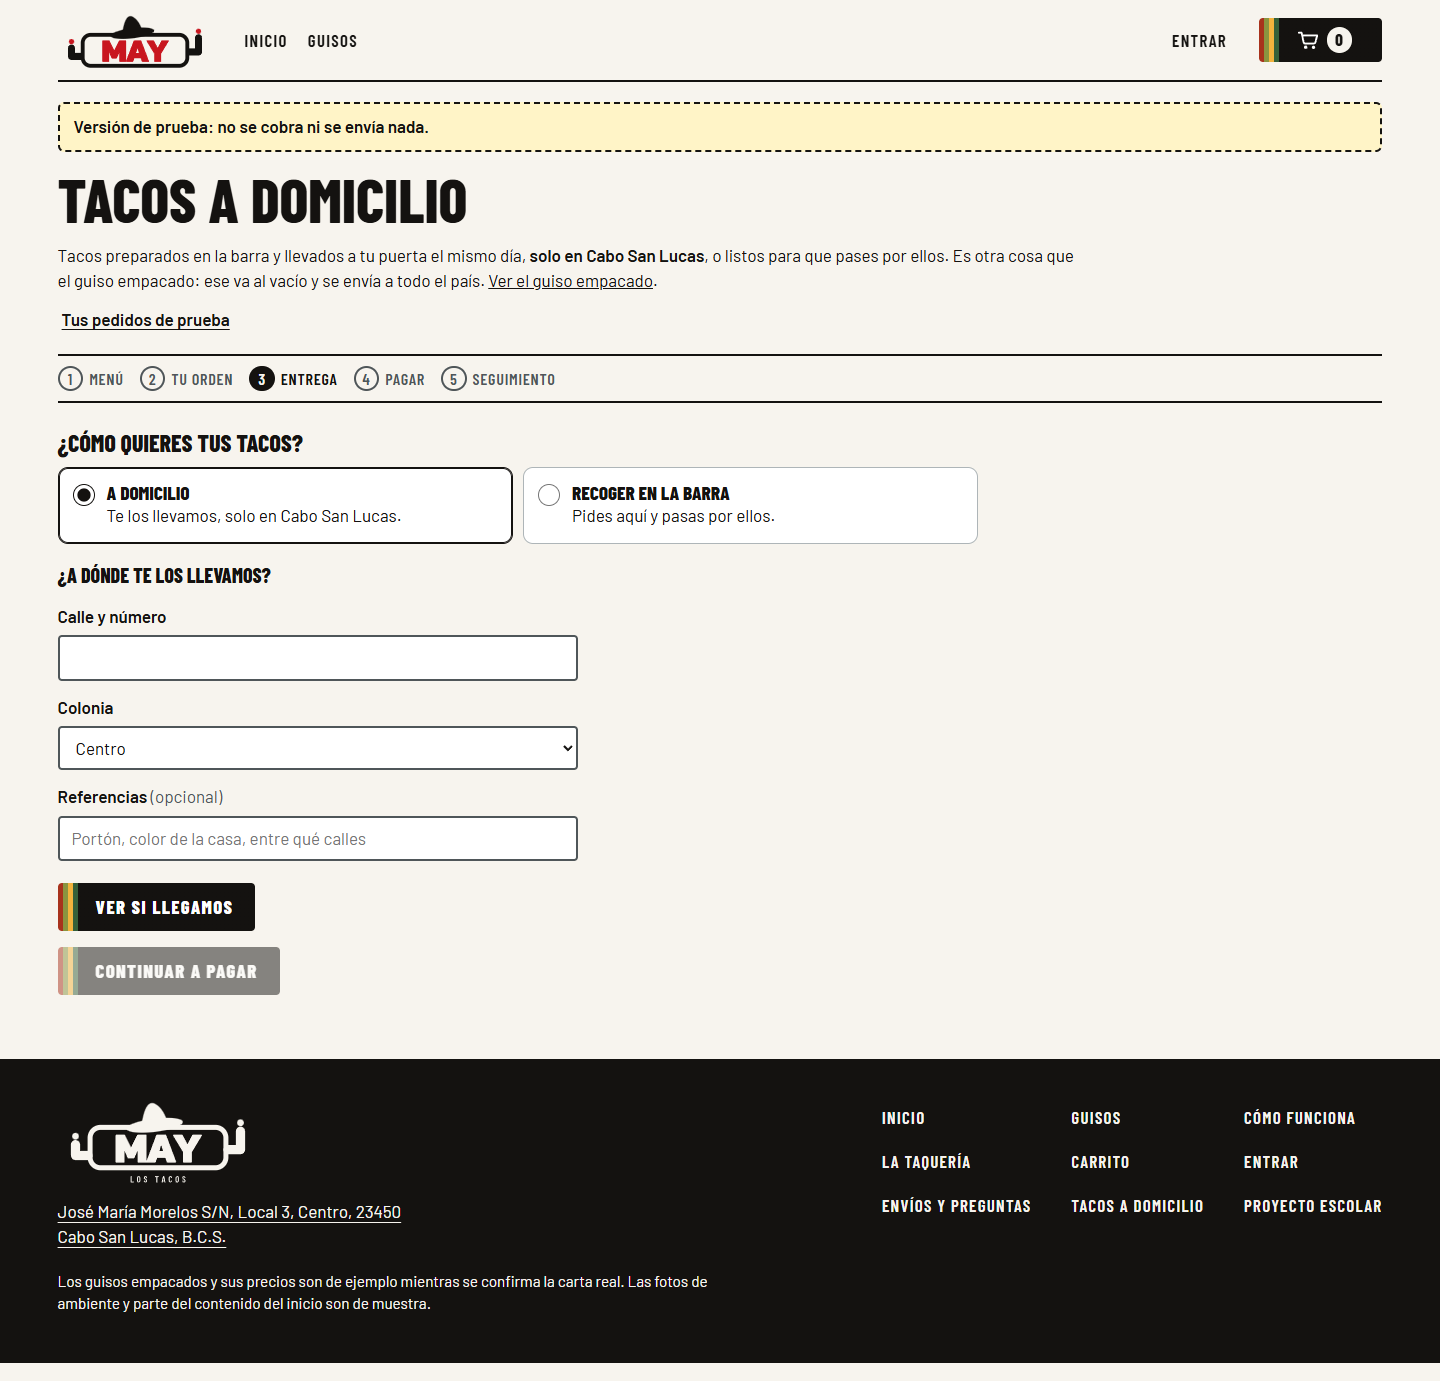 MAY
INICIO
GUISOS
ENTRAR
0
Versión de prueba: no se cobra ni se envía nada.
TACOS A DOMICILIO
Tacos preparados en la barra y llevados a tu puerta el mismo día, solo en Cabo San Lucas, o listos para que pases por ellos. Es otra cosa que
el guiso empacado: ese va al vacío y se envía a todo el país. Ver el guiso empacado.
Tus pedidos de prueba
1 MENÚ 2 TU ORDEN 3 ENTREGA 4 PAGAR 5 SEGUIMIENTO
¿CÓMO QUIERES TUS TACOS?
A DOMICILIO
Te los llevamos, solo en Cabo San Lucas.
RECOGER EN LA BARRA
Pides aquí y pasas por ellos.
¿A DÓNDE TE LOS LLEVAMOS?
Calle y número
Colonia
Centro
Referencias (opcional)
Portón, color de la casa, entre qué calles
VER SI LLEGAMOS
CONTINUAR A PAGAR
MAY
LOS TACOS
José María Morelos S/N, Local 3, Centro, 23450
Cabo San Lucas, B.C.S.
Los guisos empacados y sus precios son de ejemplo mientras se confirma la carta real. Las fotos de
ambiente y parte del contenido del inicio son de muestra.
INICIO
GUISOS
CÓMO FUNCIONA
LA TAQUERÍA
CARRITO
ENTRAR
ENVÍOS Y PREGUNTAS
TACOS A DOMICILIO
PROYECTO ESCOLAR